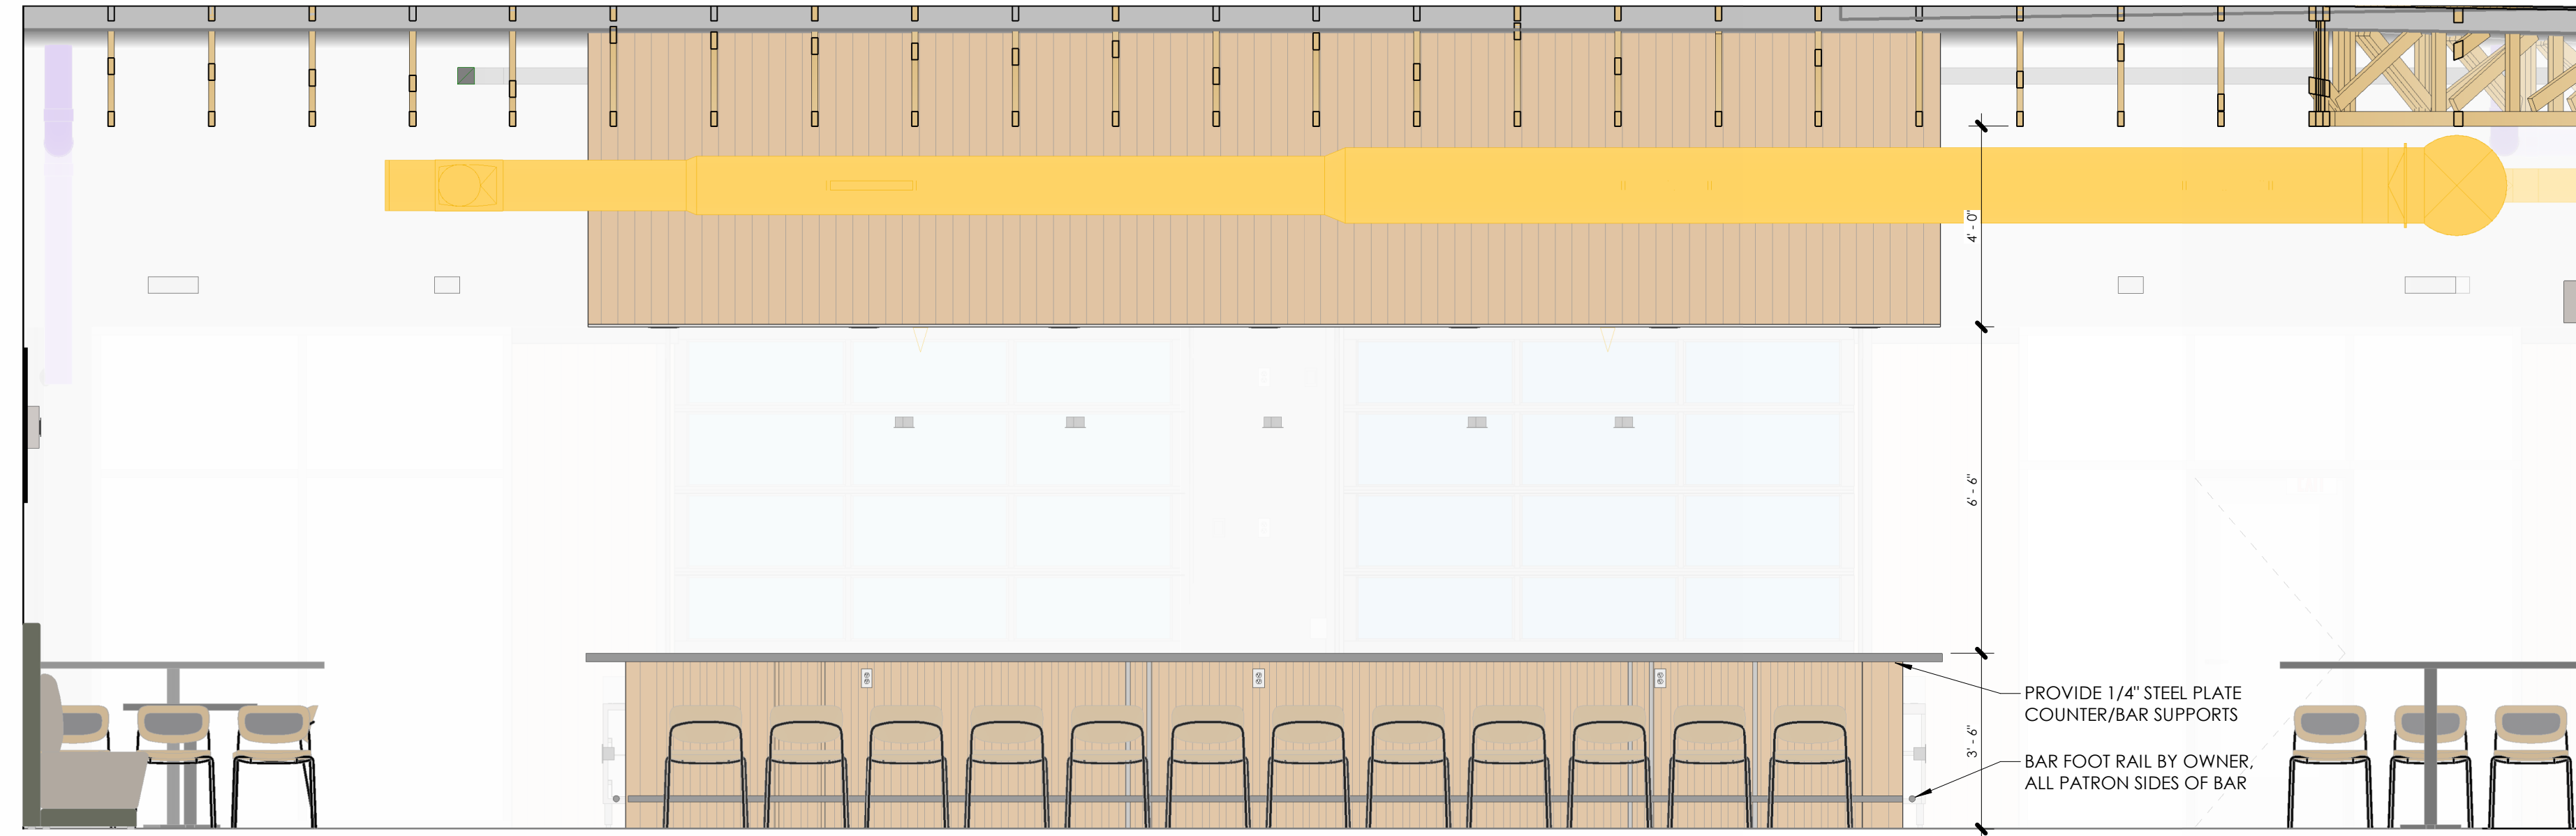 4' - 0"
6' - 6"
PROVIDE 1/4" STEEL PLATE
COUNTER/BAR SUPPORTS
3' - 6"
BAR FOOT RAIL BY OWNER,
ALL PATRON SIDES OF BAR